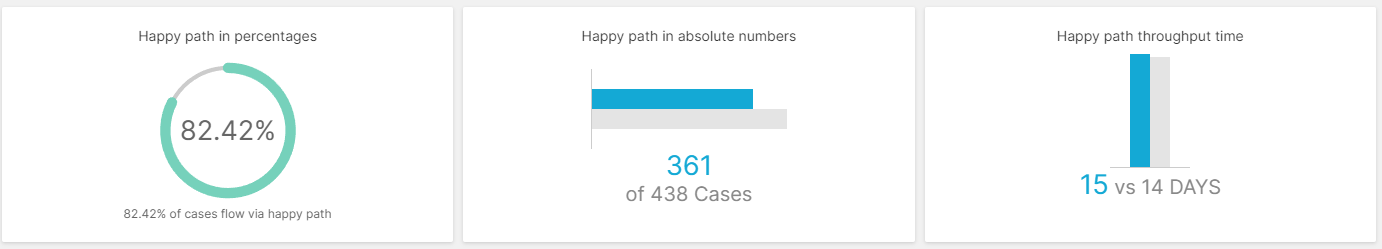 Happy path in percentages
82.42%
82.42% of cases flow via happy path
Happy path in absolute numbers
361
of 438 Cases
Happy path throughput time
15 vs 14 DAYS